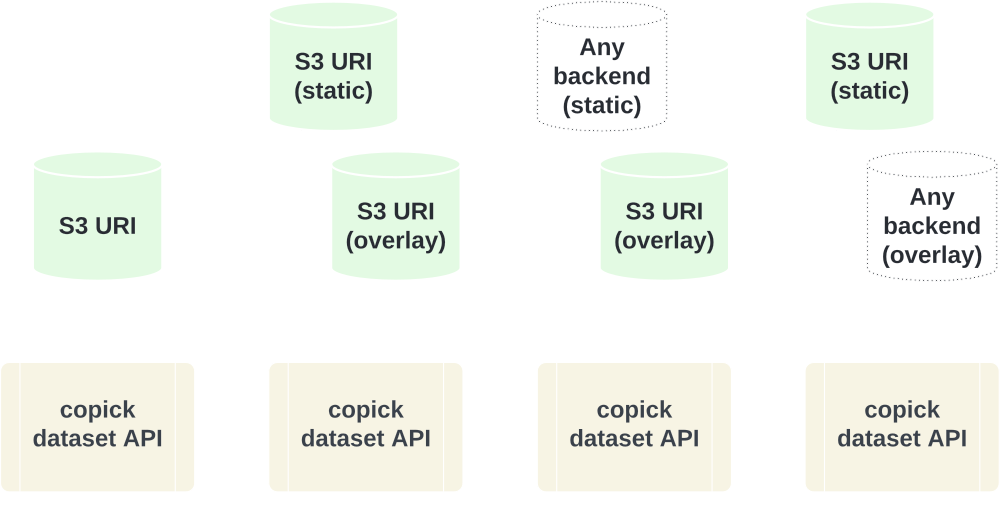 S3 URI
(static)
Any
backend
(static)
S3 URI
(static)
S3 URI
S3 URI
(overlay)
S3 URI
(overlay)
Any
backend
(overlay)
copick
dataset API
copick
dataset API
copick
dataset API
copick
dataset API